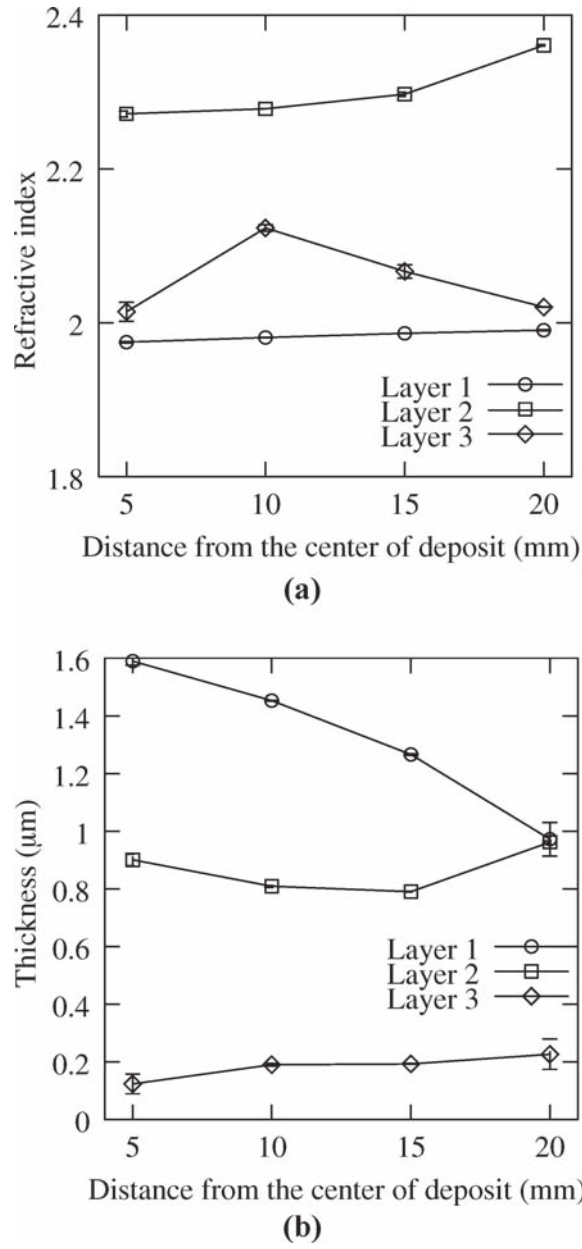 2.4
2.2
2
1.8
Refractive index
Layer 1
Layer 2
Layer 3
5 10 15 20
Distance from the center of deposit (mm)
(a)
1.6
1.4
1.2
1
0.8
0.6
0.4
0.2
0
Thickness (μm)
Layer 1
Layer 2
Layer 3
5 10 15 20
Distance from the center of deposit (mm)
(b)